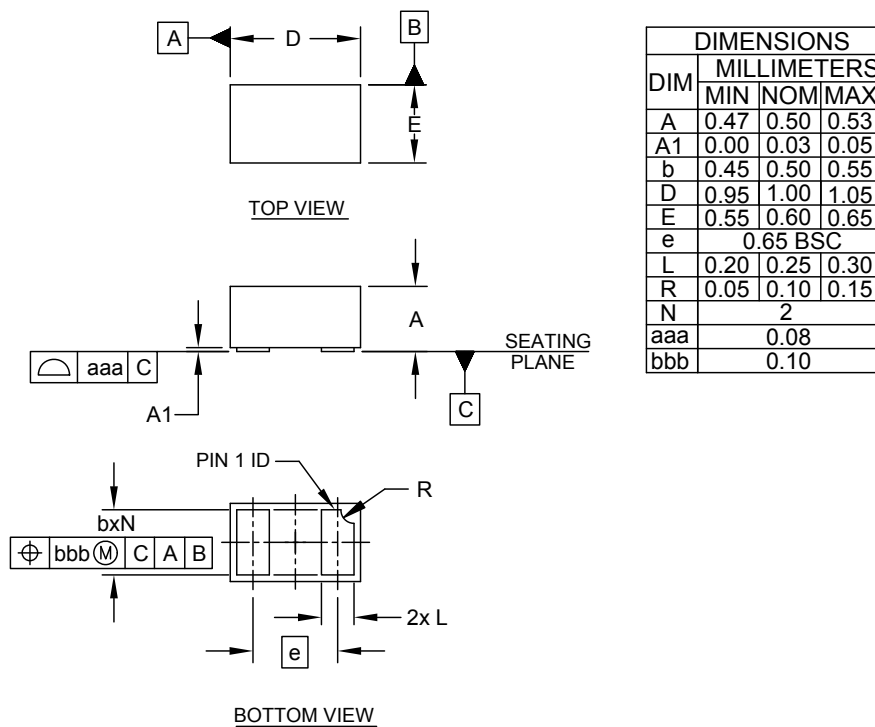 A
D
B
E
TOP VIEW
A
SEATING
PLANE
aaa C
A1
C
PIN 1 ID
R
bxN
bbb Ⓜ C A B
2x L
e
BOTTOM VIEW
DIMENSIONS
DIM MILLIMETERS
MIN NOM MAX
A 0.47 0.50 0.53
A1 0.00 0.03 0.05
b 0.45 0.50 0.55
D 0.95 1.00 1.05
E 0.55 0.60 0.65
e 0.65 BSC
L 0.20 0.25 0.30
R 0.05 0.10 0.15
N 2
aaa 0.08
bbb 0.10